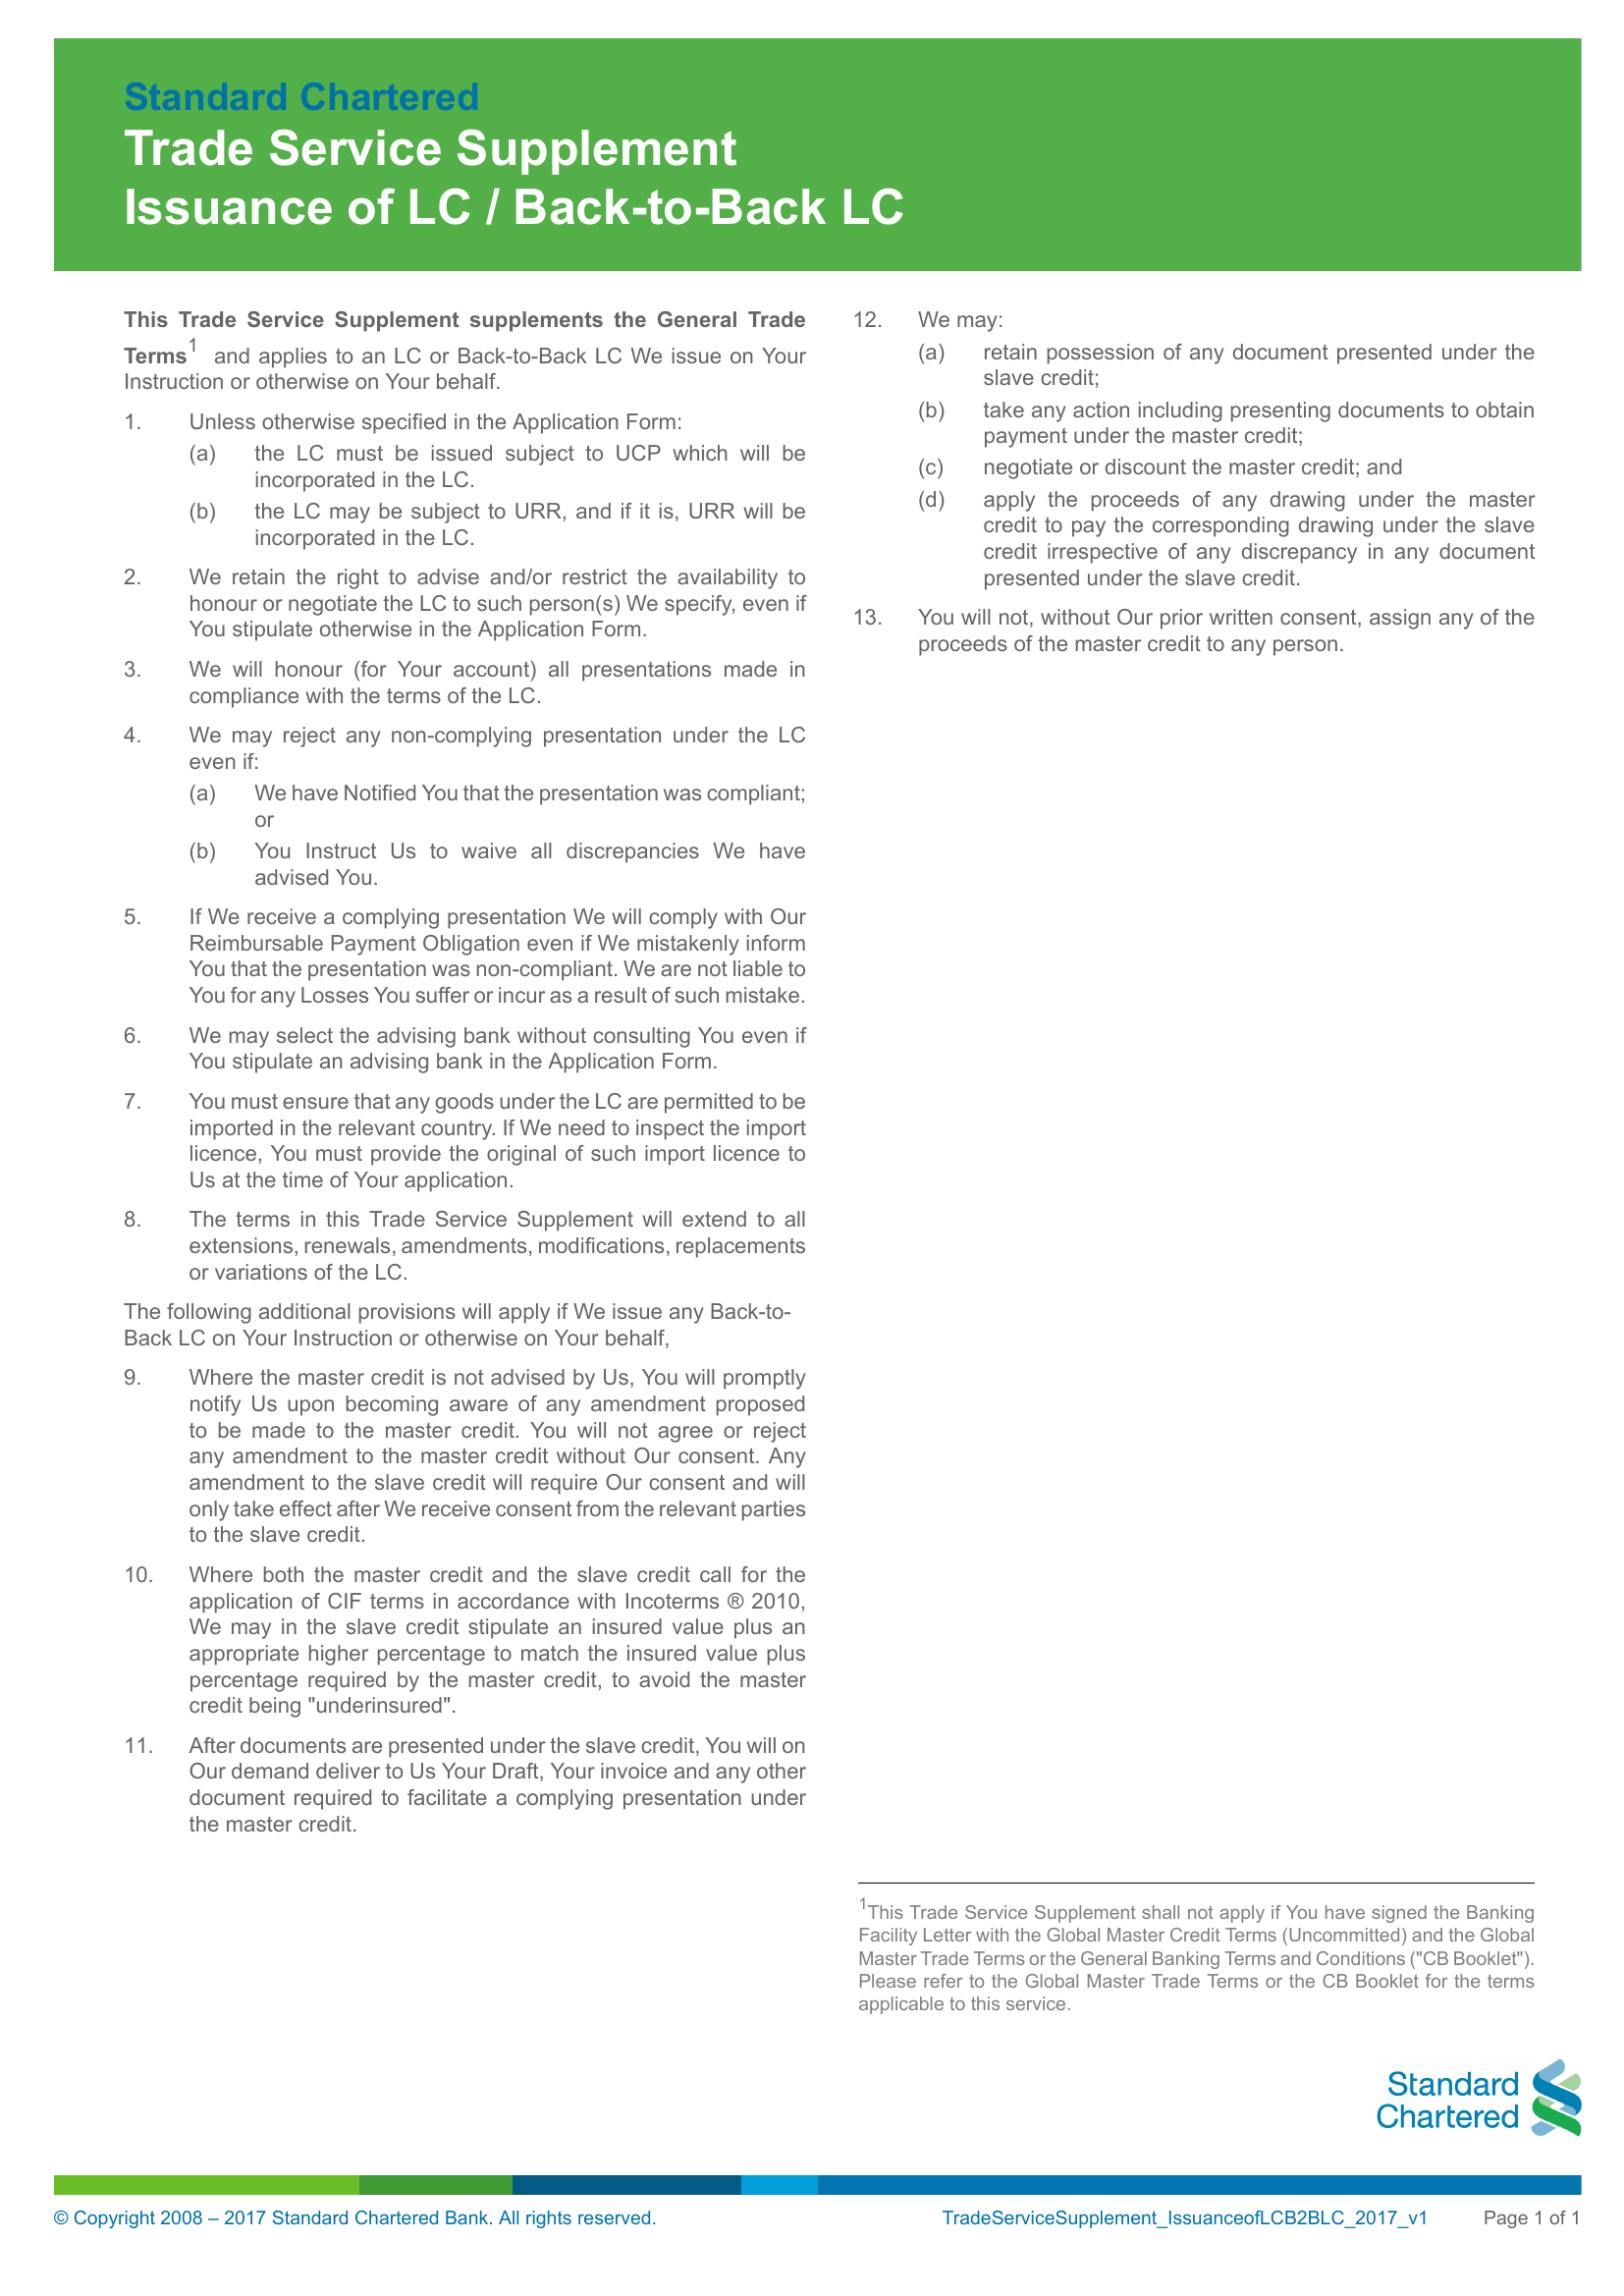 Standard Chartered
Trade Service Supplement
Issuance of LC / Back-to-Back LC
This Trade Service Supplement supplements the General Trade
Terms1 and applies to an LC or Back-to-Back LC We issue on Your
Instruction or otherwise on Your behalf.
1. Unless otherwise specified in the Application Form:
(a) the LC must be issued subject to UCP which will be
incorporated in the LC.
(b) the LC may be subject to URR, and if it is, URR will be
incorporated in the LC.
2. We retain the right to advise and/or restrict the availability to
honour or negotiate the LC to such person(s) We specify, even if
You stipulate otherwise in the Application Form.
3. We will honour (for Your account) all presentations made in
compliance with the terms of the LC.
4. We may reject any non-complying presentation under the LC
even if:
(a) We have Notified You that the presentation was compliant;
or
(b) You Instruct Us to waive all discrepancies We have
advised You.
5. If We receive a complying presentation We will comply with Our
Reimbursable Payment Obligation even if We mistakenly inform
You that the presentation was non-compliant. We are not liable to
You for any Losses You suffer or incur as a result of such mistake.
6. We may select the advising bank without consulting You even if
You stipulate an advising bank in the Application Form.
7. You must ensure that any goods under the LC are permitted to be
imported in the relevant country. If We need to inspect the import
licence, You must provide the original of such import licence to
Us at the time of Your application.
8. The terms in this Trade Service Supplement will extend to all
extensions, renewals, amendments, modifications, replacements
or variations of the LC.
The following additional provisions will apply if We issue any Back-to-
Back LC on Your Instruction or otherwise on Your behalf,
9. Where the master credit is not advised by Us, You will promptly
notify Us upon becoming aware of any amendment proposed
to be made to the master credit. You will not agree or reject
any amendment to the master credit without Our consent. Any
amendment to the slave credit will require Our consent and will
only take effect after We receive consent from the relevant parties
to the slave credit.
10. Where both the master credit and the slave credit call for the
application of CIF terms in accordance with Incoterms ® 2010,
We may in the slave credit stipulate an insured value plus an
appropriate higher percentage to match the insured value plus
percentage required by the master credit, to avoid the master
credit being "underinsured".
11. After documents are presented under the slave credit, You will on
Our demand deliver to Us Your Draft, Your invoice and any other
document required to facilitate a complying presentation under
the master credit.
12. We may:
(a) retain possession of any document presented under the
slave credit;
(b) take any action including presenting documents to obtain
payment under the master credit;
(c) negotiate or discount the master credit; and
(d) apply the proceeds of any drawing under the master
credit to pay the corresponding drawing under the slave
credit irrespective of any discrepancy in any document
presented under the slave credit.
13. You will not, without Our prior written consent, assign any of the
proceeds of the master credit to any person.
1This Trade Service Supplement shall not apply if You have signed the Banking
Facility Letter with the Global Master Credit Terms (Uncommitted) and the Global
Master Trade Terms or the General Banking Terms and Conditions ("CB Booklet").
Please refer to the Global Master Trade Terms or the CB Booklet for the terms
applicable to this service.
Standard
Chartered
© Copyright 2008 – 2017 Standard Chartered Bank. All rights reserved. TradeServiceSupplement_IssuanceofLCB2BLC_2017_v1 Page 1 of 1